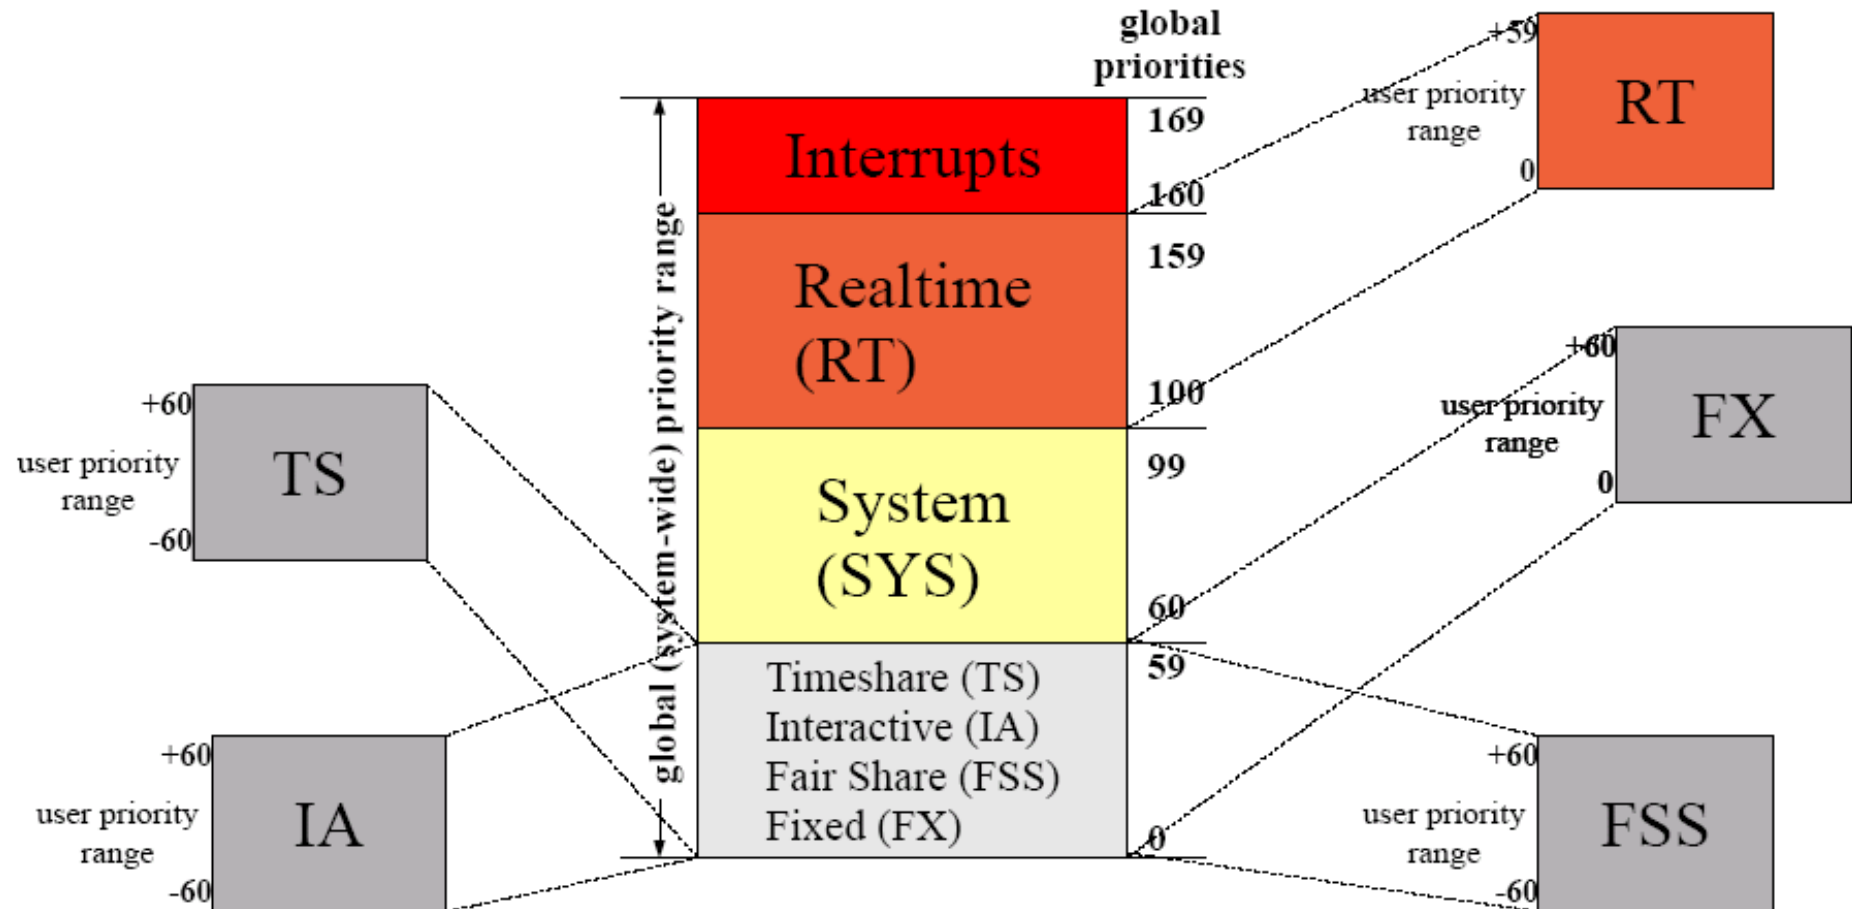 global
priorities
169
Interrupts
160
159
Realtime
(RT)
100
99
System
(SYS)
60
59
Timeshare (TS)
Interactive (IA)
Fair Share (FSS)
Fixed (FX)
0
global (system-wide) priority range
+60
user priority
range
TS
-60
+60
user priority
range
IA
-60
+59
user priority
range
RT
0
+60
user priority
range
FX
0
+60
user priority
range
FSS
-60